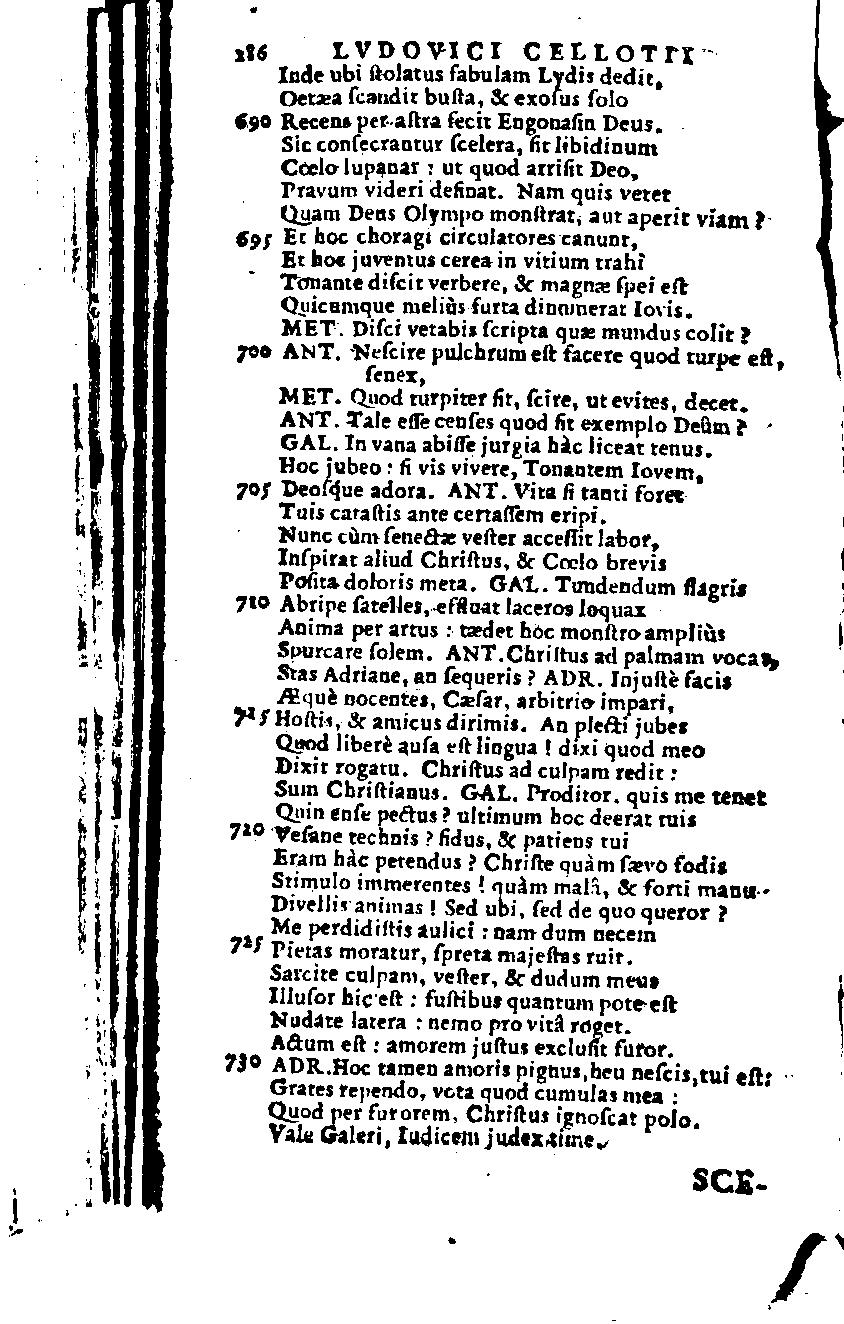 286 LVDOVICI CELLOTII
Inde ubi ſtolatus fabulam Lydis dedit,
Oetæa ſcandit buſta, & exoſus ſolo
690 Recens per aſtra fecit Engonaſin Deus.
Sic conſecrantur ſcelera, fit libidinum
Cœlo lupanar : ut quod arriſit Deo,
Pravum videri deſinat. Nam quis vetet
Quam Deus Olympo monſtrat, aut aperit viam ?
695 Et hoc choragi circulatores canunt,
Et hoc juventus cerea in vitium trahi
Tonante diſcit verbere, & magnæ ſpei eſt
Quicumque meliùs furta dinumerat Iovis.
MET. Diſci vetabis ſcripta quæ mundus colit ?
700 ANT. Neſcire pulchrum eſt facere quod turpe eſt,
ſenex,
MET. Quod turpiter fit, ſcire, ut evites, decet.
ANT. Tale eſſe cenſes quod fit exemplo Deûm ?
GAL. In vana abiſſe jurgia hàc liceat tenus.
Hoc jubeo : ſi vis vivere, Tonantem Iovem,
705 Deoſque adora. ANT. Vita ſi tanti foret
Tuis cataſtis ante certaſſem eripi.
Nunc cùm ſenectæ veſter acceſſit labor,
Inſpirat aliud Chriſtus, & Cœlo brevis
Poſita doloris meta. GAL. Tundendum flagris
710 Abripe ſatelles, effluat laceros loquax
Anima per artus : tædet hoc monſtro ampliùs
Spurcare ſolem. ANT. Chriſtus ad palmam vocat,
Stas Adriane, an ſequeris ? ADR. Injuſtè facis
Æquè nocentes, Cæſar, arbitrio impari,
725 Hoſtis, & amicus dirimis. An plecti jubes
Quod liberè auſa eſt lingua ! dixi quod meo
Dixit rogatu. Chriſtus ad culpam redit :
Sum Chriſtianus. GAL. Proditor. quis me tenet
Quin enſe pectus ? ultimum hoc deerat tuis
720 Veſane technis ? fidus, & patiens tui
Eram hàc petendus ? Chriſte quàm ſævo fodis
Stimulo immerentes ! quàm malâ, & forti manu
Divellis animas ! Sed ubi, ſed de quo queror ?
Me perdidiſtis aulici : nam dum necem
725 Pietas moratur, ſpreta majeſtas ruit.
Sarcite culpam, veſter, & dudum meus
Illuſor hic eſt : fuſtibus quantum pote eſt
Nudate latera : nemo pro vitâ roget.
Actum eſt : amorem juſtus excluſit furor.
730 ADR. Hoc tamen amoris pignus, heu neſcis, tui eſt:
Grates rependo, vota quod cumulas mea :
Quod per furorem, Chriſtus ignoſcat polo.
Vale Galeri, Iudicem judex time.
SCE-